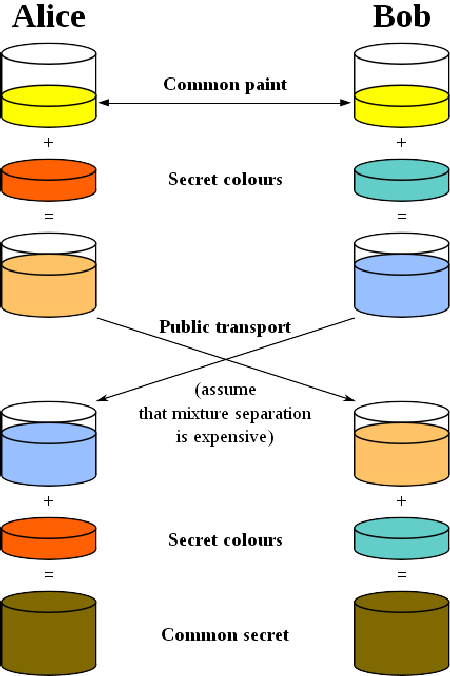 Alice Bob
Common paint
+ +
Secret colours
= =
Public transport
(assume
that mixture separation
is expensive)
+ +
Secret colours
= =
Common secret